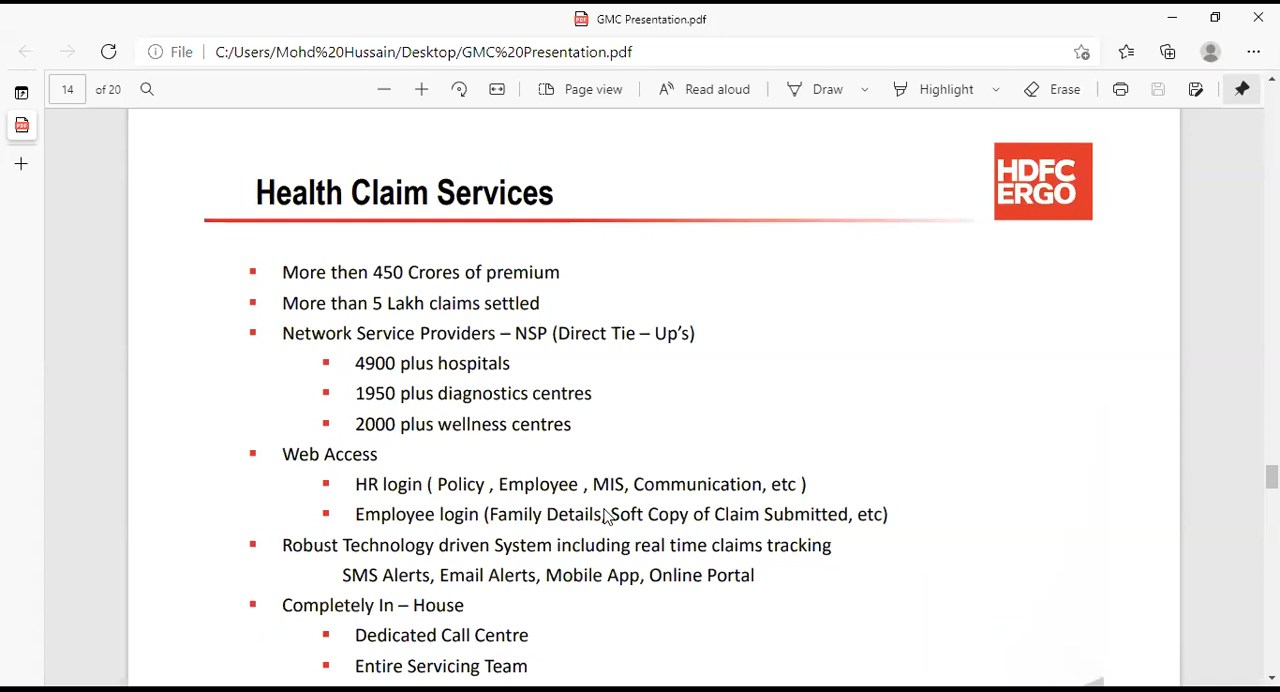 GMC Presentation.pdf
File
C:/Users/Mohd%20Hussain/Desktop/GMC%20Presentation.pdf
14 of 20
Page view
Read aloud
Draw
Highlight
Erase
Health Claim Services
HDFC
ERGO
More then 450 Crores of premium
More than 5 Lakh claims settled
Network Service Providers – NSP (Direct Tie – Up’s)
4900 plus hospitals
1950 plus diagnostics centres
2000 plus wellness centres
Web Access
HR login ( Policy , Employee , MIS, Communication, etc )
Employee login (Family Details, Soft Copy of Claim Submitted, etc)
Robust Technology driven System including real time claims tracking
SMS Alerts, Email Alerts, Mobile App, Online Portal
Completely In – House
Dedicated Call Centre
Entire Servicing Team